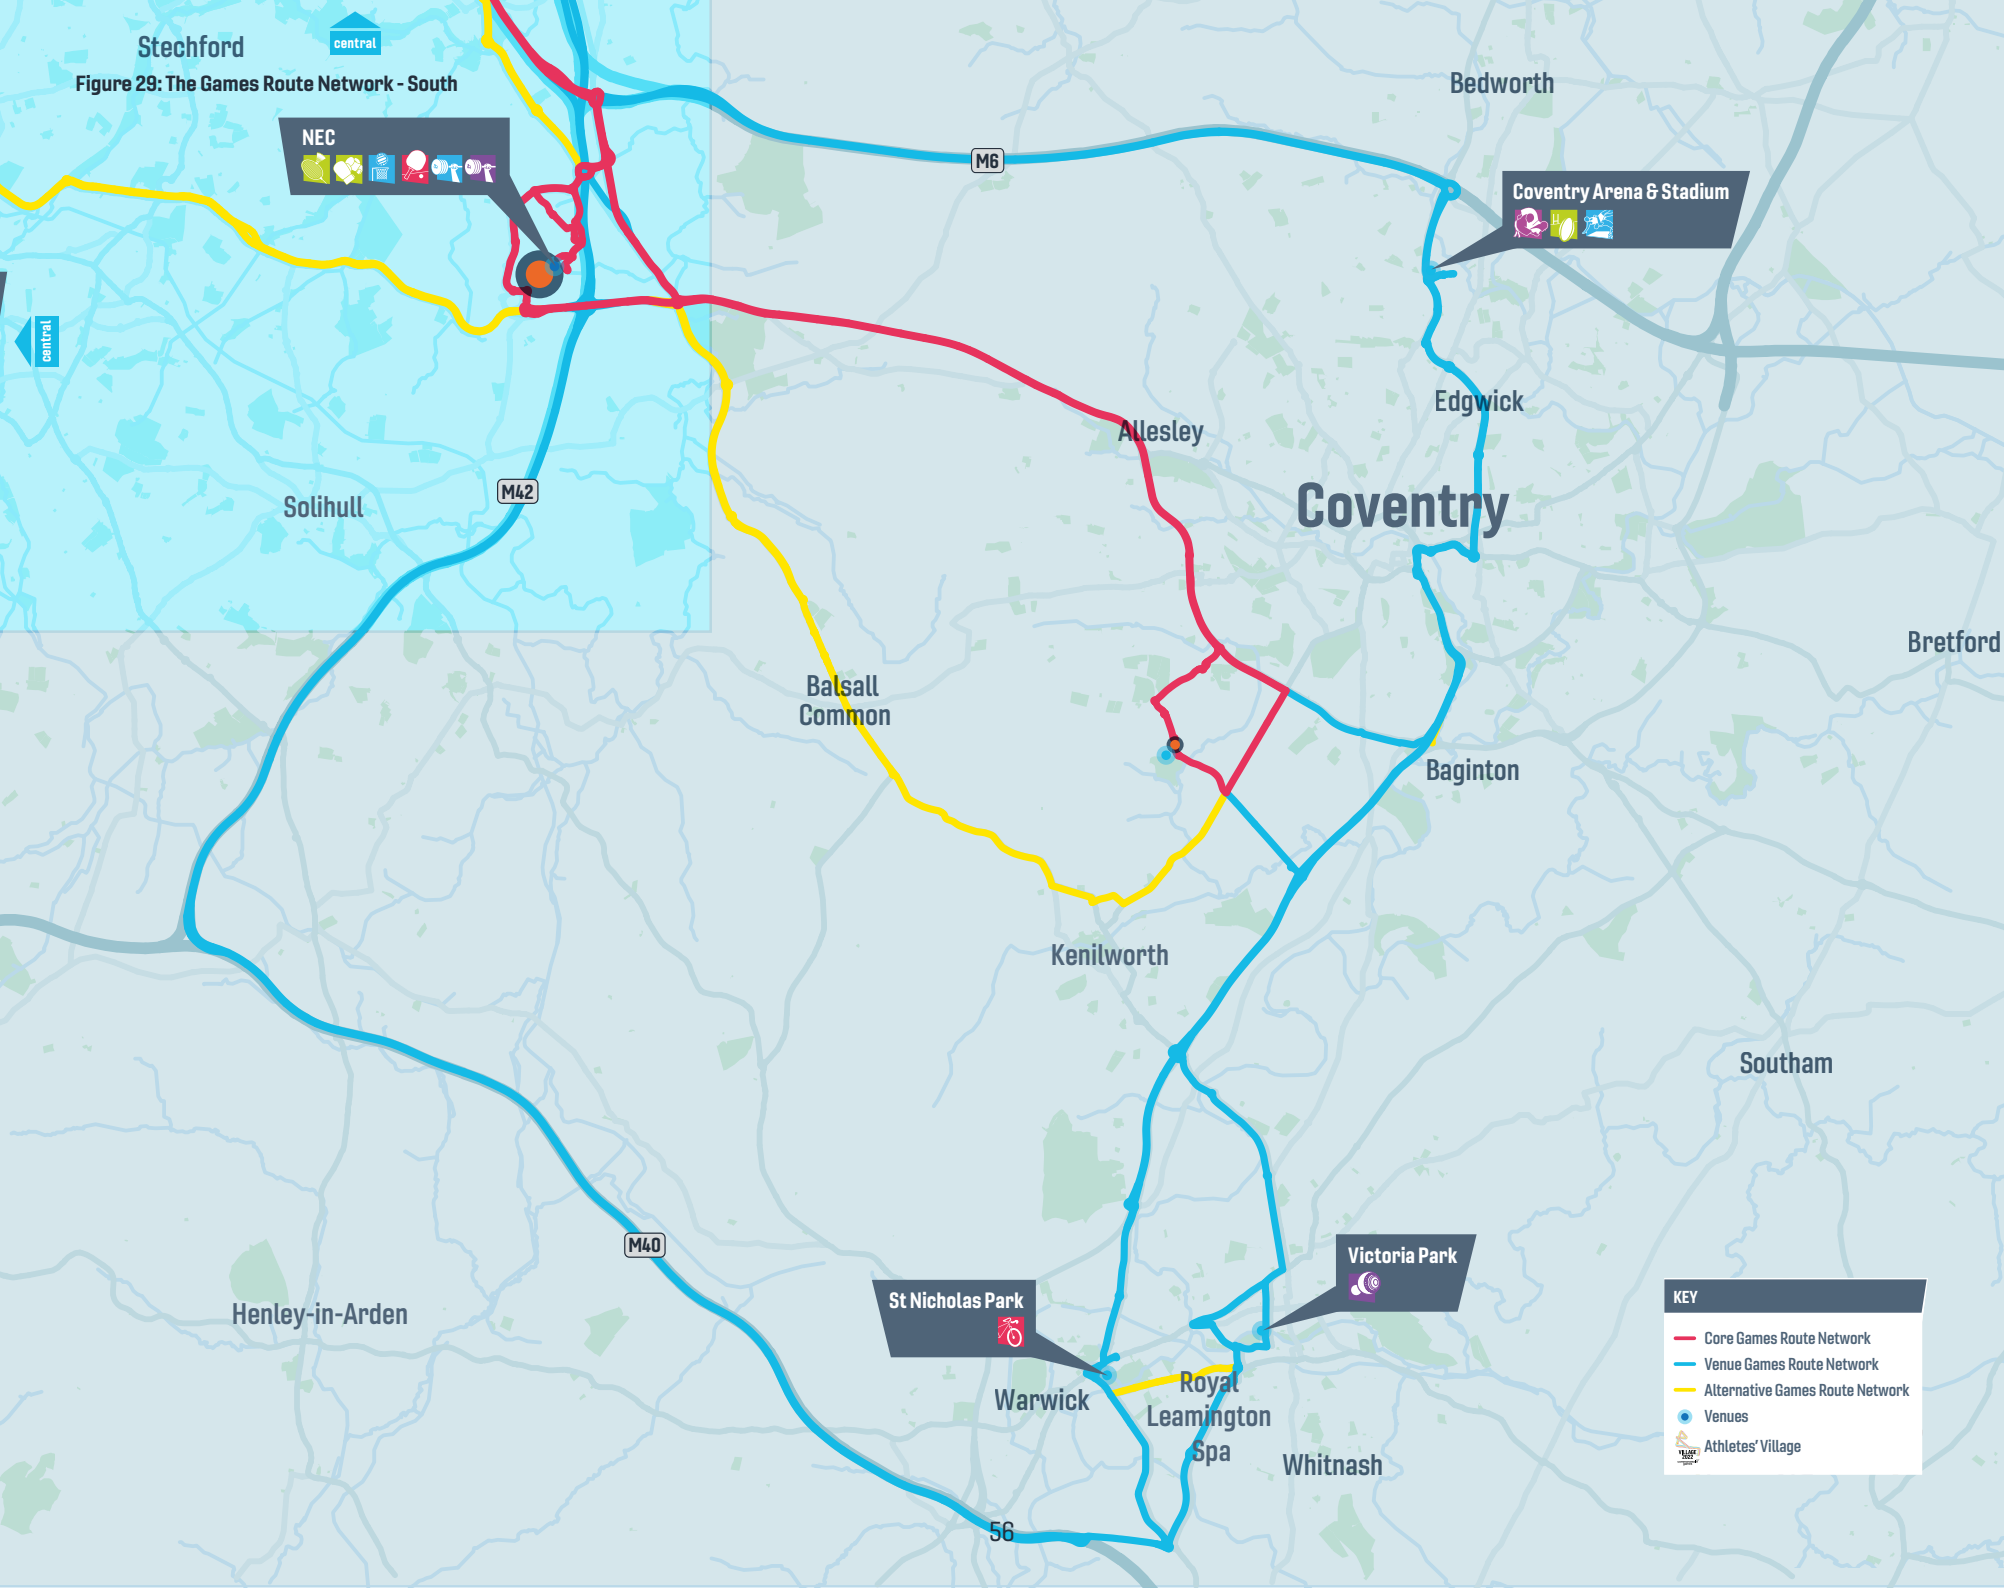 Stechford
central
Figure 29: The Games Route Network - South
Bedworth
NEC
M6
Coventry Arena & Stadium
central
Edgwick
Allesley
M42
Solihull
Coventry
Bretford
Balsall
Common
Baginton
Kenilworth
Southam
M40
Victoria Park
St Nicholas Park
Henley-in-Arden
KEY
Core Games Route Network
Venue Games Route Network
Alternative Games Route Network
Venues
VILLAGE
2022
Athletes' Village
Warwick
Royal
Leamington
Spa
Whitnash
56